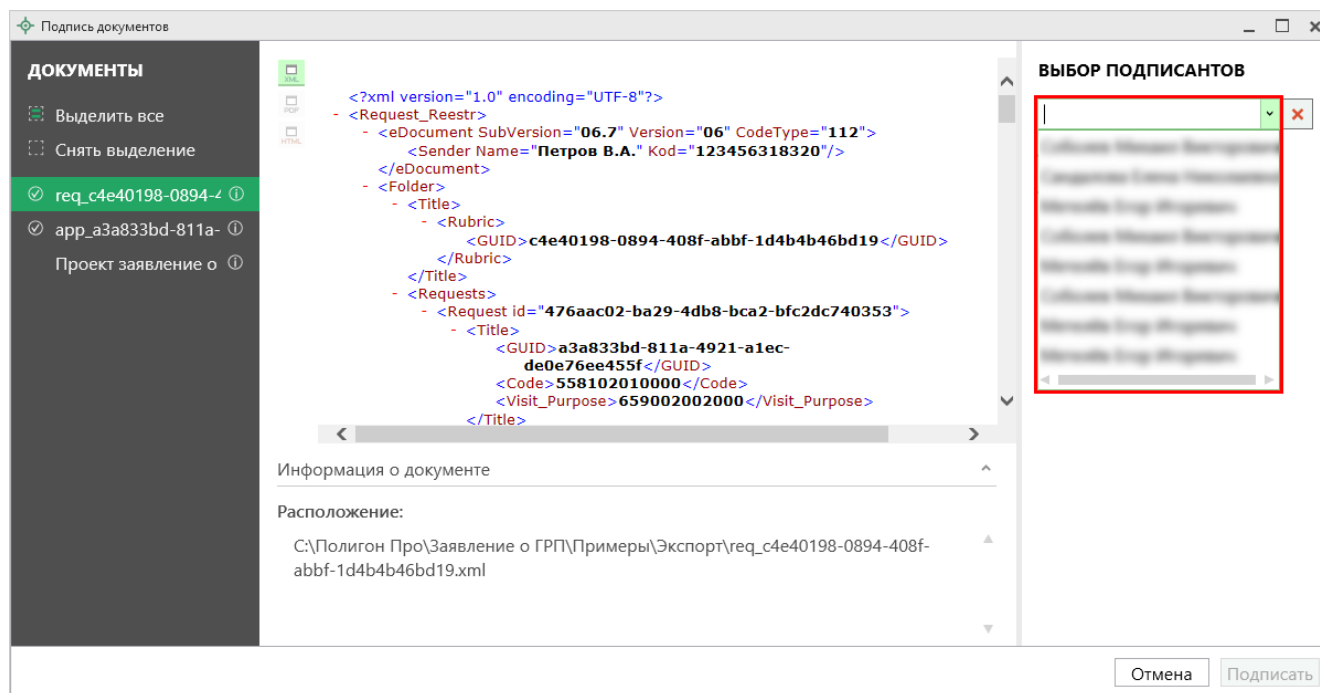 Подпись документов
ДОКУМЕНТЫ
Выделить все
Снять выделение
req_c4e40198-0894-4
app_a3a833bd-811a-
Проект заявление о
XML
PDF
HTML
<?xml version="1.0" encoding="UTF-8"?>
- <Request_Reestr>
- <eDocument SubVersion="06.7" Version="06" CodeType="112">
<Sender Name="Петров В.А." Kod="123456318320"/>
</eDocument>
- <Folder>
- <Title>
- <Rubric>
<GUID>c4e40198-0894-408f-abbf-1d4b4b46bd19</GUID>
</Rubric>
</Title>
- <Requests>
- <Request id="476aac02-ba29-4db8-bca2-bfc2dc740353">
- <Title>
<GUID>a3a833bd-811a-4921-a1ec-
de0e76ee455f</GUID>
<Code>558102010000</Code>
<Visit_Purpose>659002002000</Visit_Purpose>
</Title>
Информация о документе
Расположение:
C:\Полигон Про\Заявление о ГРП\Примеры\Экспорт\req_c4e40198-0894-408f-
abbf-1d4b4b46bd19.xml
ВЫБОР ПОДПИСАНТОВ
Отмена
Подписать